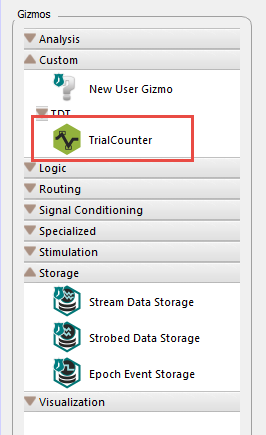 Gizmos
Analysis
Custom
New User Gizmo
TDT
TrialCounter
Logic
Routing
Signal Conditioning
Specialized
Stimulation
Storage
Stream Data Storage
Strobed Data Storage
Epoch Event Storage
Visualization